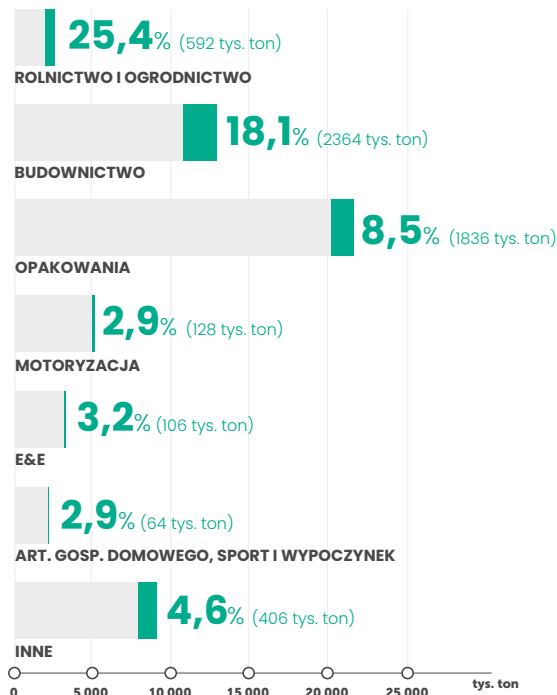 25,4% (592 tys. ton)
ROLNICTWO I OGRODNICTWO
18,1% (2364 tys. ton)
BUDOWNICTWO
8,5% (1836 tys. ton)
OPAKOWANIA
2,9% (128 tys. ton)
MOTORYZACJA
3,2% (106 tys. ton)
E&E
2,9% (64 tys. ton)
ART. GOSP. DOMOWEGO, SPORT I WYPOCZYNEK
4,6% (406 tys. ton)
INNE
0 5 000 10 000 15 000 20 000 25 000 tys. ton